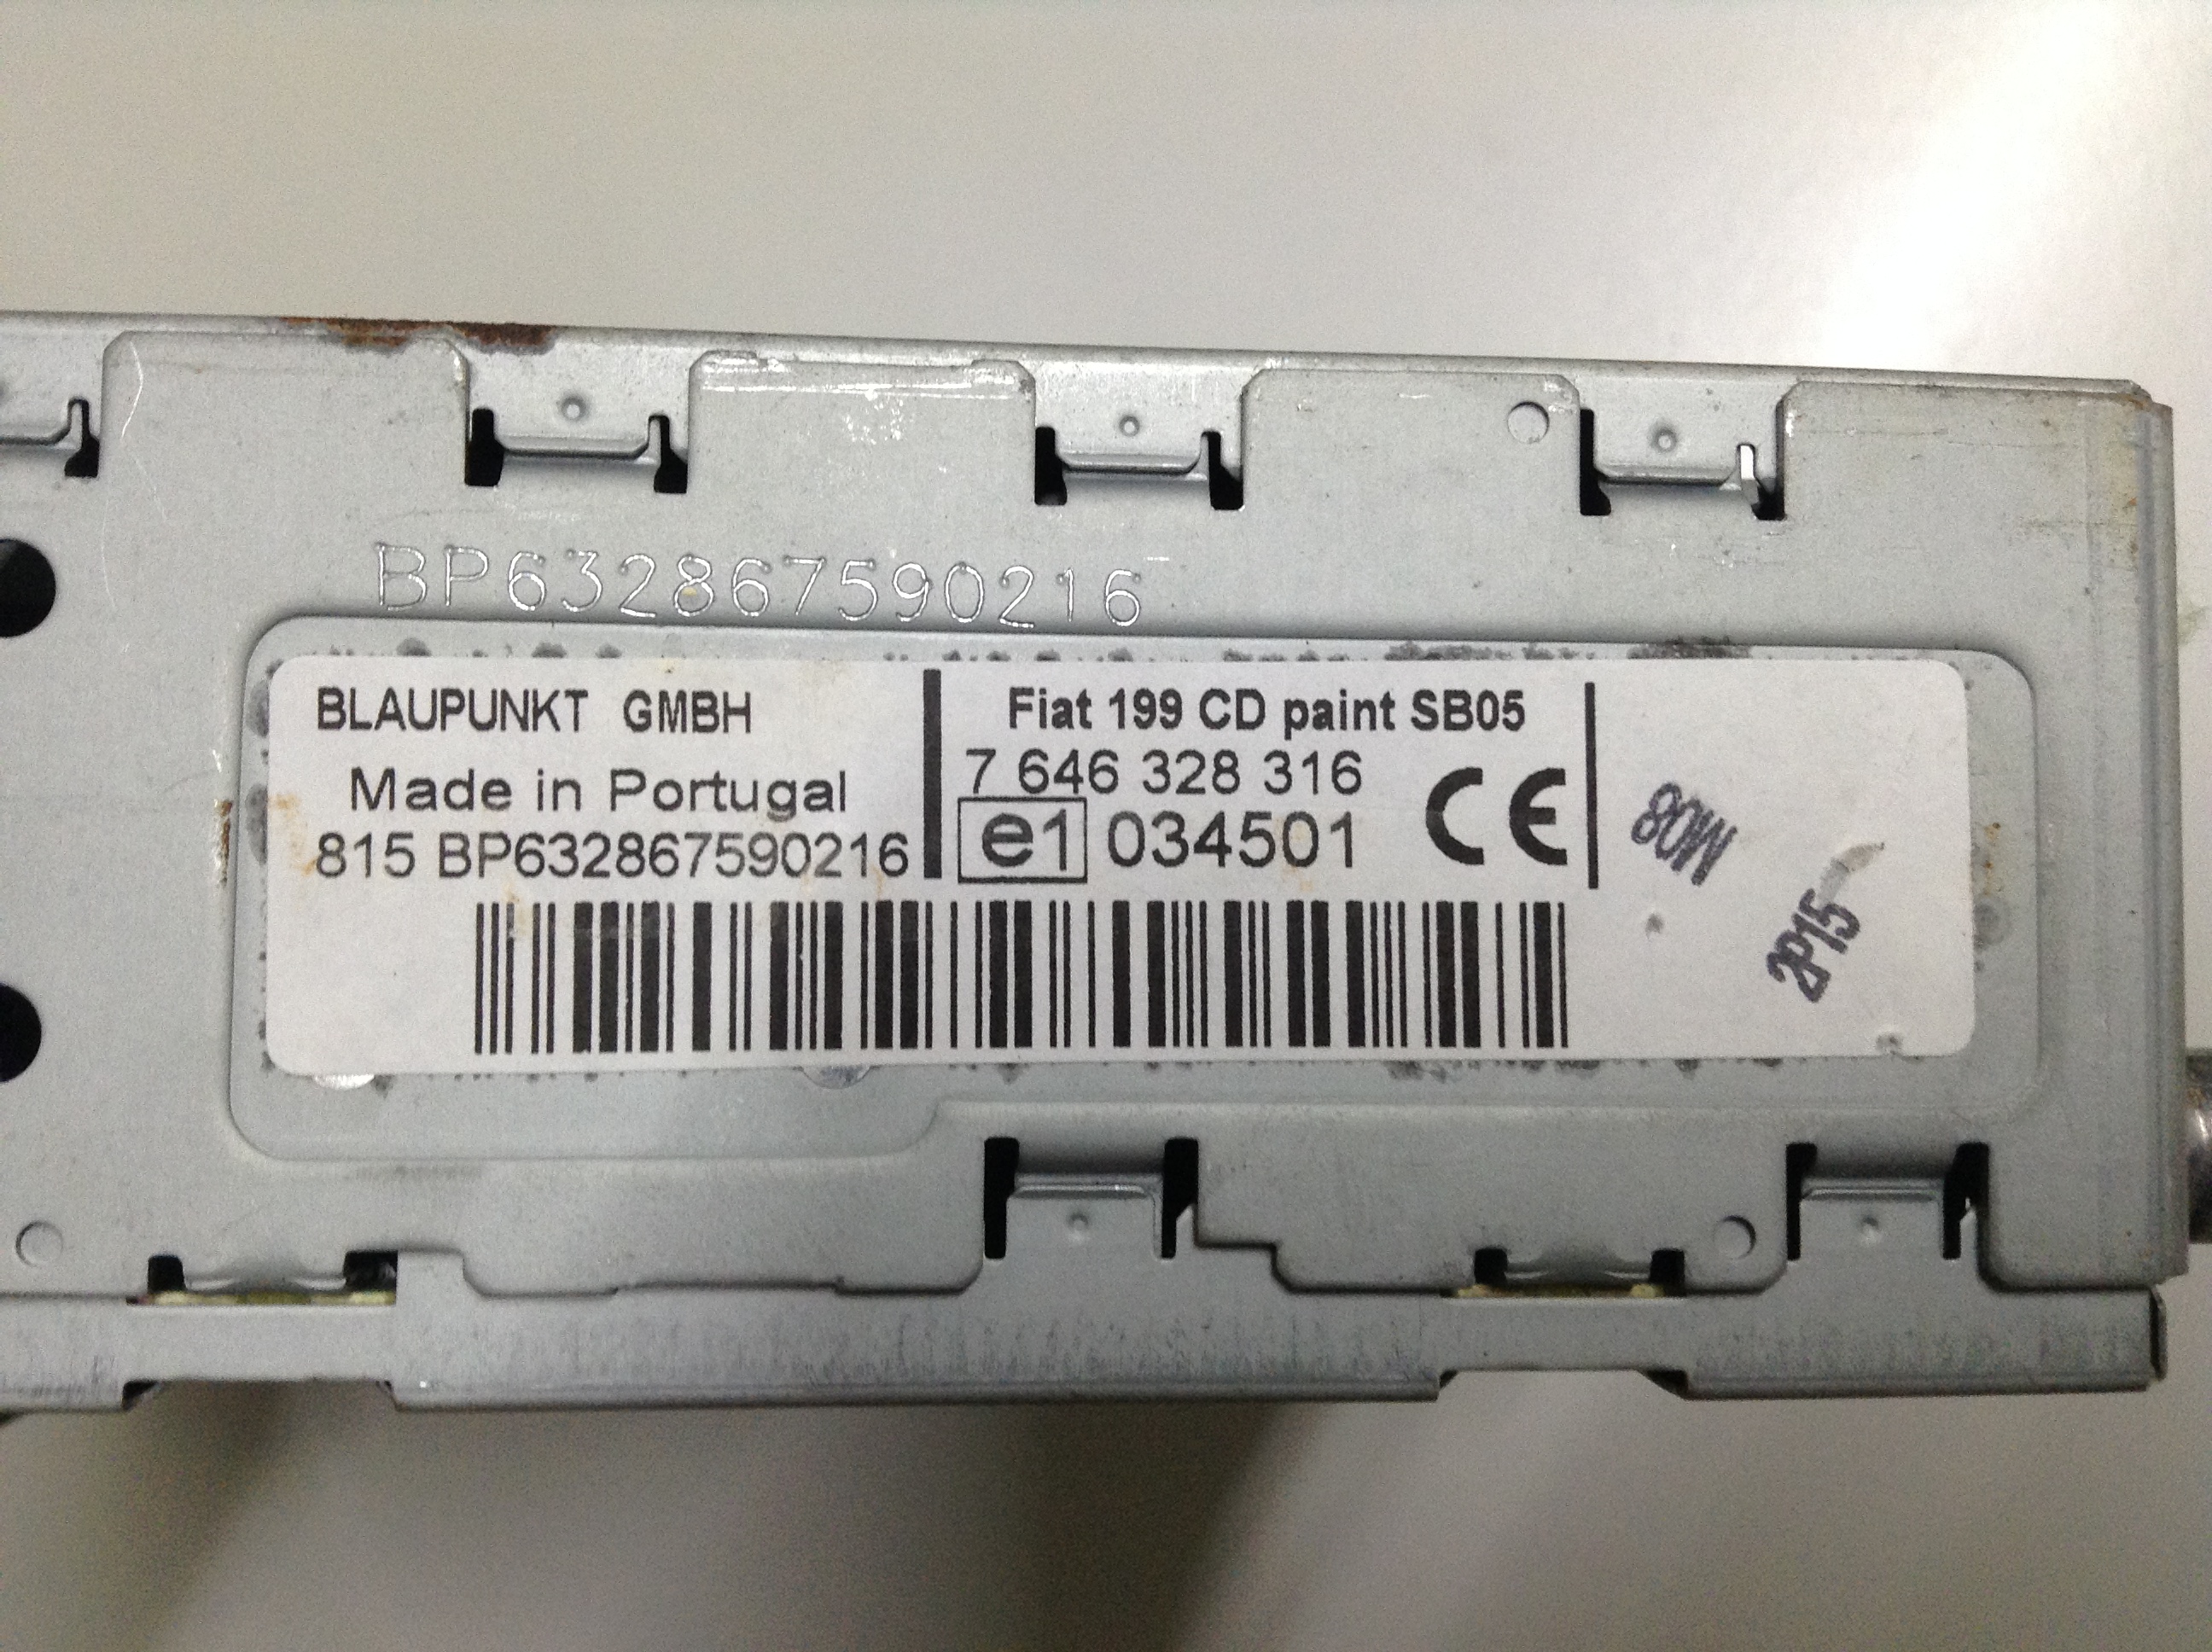 BP632867590216
BLAUPUNKT GMBH
Made in Portugal
815 BP632867590216
Fiat 199 CD paint SB05
7 646 328 316
e1 034501
CE
80W
2P15